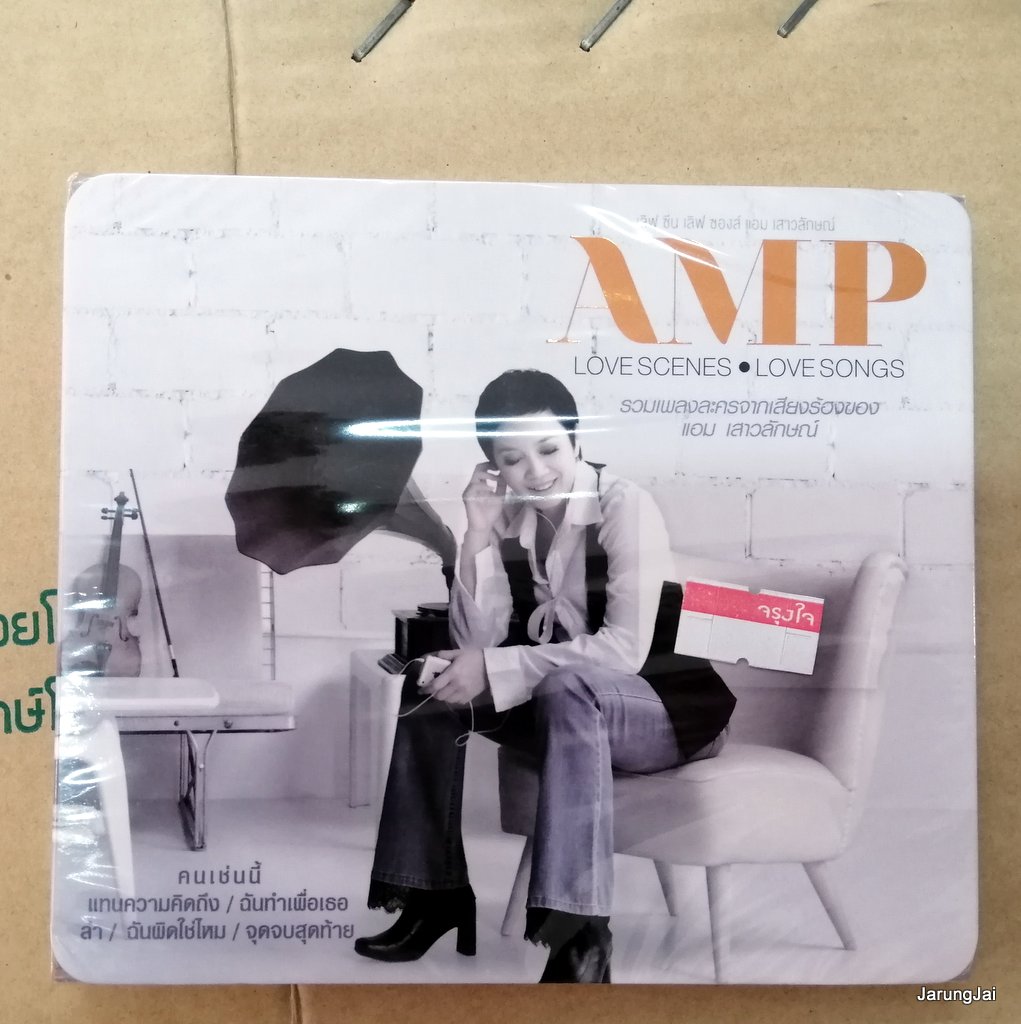 เลิฟ ซีน เลิฟ ซองส์ แอม เสาวลักษณ์
AMP
LOVE SCENES • LOVE SONGS
รวมเพลงละครจากเสียงร้องของ
แอม เสาวลักษณ์
จรุงใจ
คนเช่นนี้
แทนความคิดถึง / ฉันทำเพื่อเธอ
ล่า / ฉันผิดใช่ไหม / จุดจบสุดท้าย
JarungJai